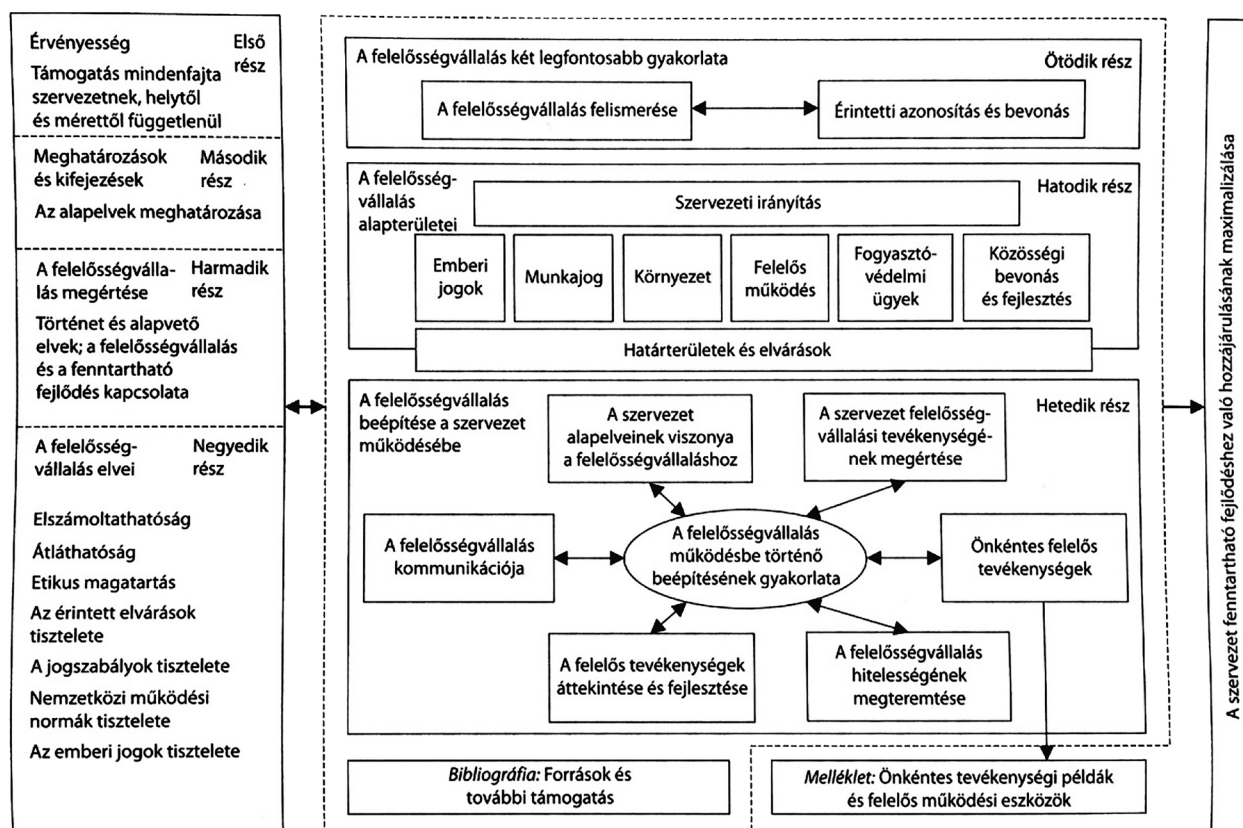 Érvényesség
Első
rész
Támogatás mindenfajta
szervezetnek, helytől
és mérettől függetlenül
Meghatározások
és kifejezések
Második
rész
Az alapelvek meghatározása
A felelősségválla-
lás megértése
Harmadik
rész
Történet és alapvető
elvek; a felelősségvállalás
és a fenntartható
fejlődés kapcsolata
A felelősség-
vállalás elvei
Negyedik
rész
Elszámoltathatóság
Átláthatóság
Etikus magatartás
Az érintett elvárások
tisztelete
A jogszabályok tisztelete
Nemzetközi működési
normák tisztelete
Az emberi jogok tisztelete
A felelősségvállalás két legfontosabb gyakorlata
Ötödik rész
A felelősségvállalás felismerése
Érintetti azonosítás és bevonás
A felelősség-
vállalás
alapterületei
Hatodik rész
Szervezeti irányítás
Emberi
jogok
Munkajog
Környezet
Felelős
működés
Fogyasztó-
védelmi
ügyek
Közösségi
bevonás
és fejlesztés
Határterületek és elvárások
A felelősségvállalás
beépítése a szervezet
működésébe
Hetedik rész
A szervezet
alapelveinek viszonya
a felelősségvállaláshoz
A szervezet felelősség-
vállalási tevékenységé-
nek megértése
A felelősségvállalás
kommunikációja
A felelősségvállalás
működésbe történő
beépítésének gyakorlata
Önkéntes felelős
tevékenységek
A felelős tevékenységek
áttekintése és fejlesztése
A felelősségvállalás
hitelességének
megteremtése
Bibliográfia: Források és
további támogatás
Melléklet: Önkéntes tevékenységi példák
és felelős működési eszközök
A szervezet fenntartható fejlődéshez való hozzájárulásának maximalizálása